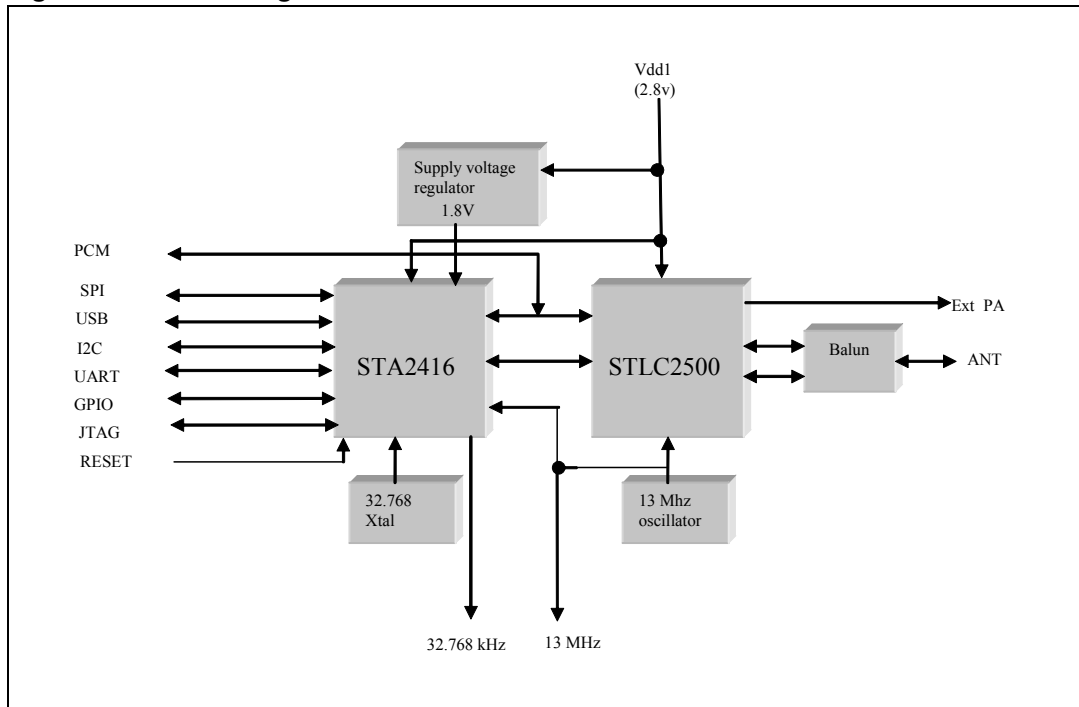 Vdd1
(2.8v)
Supply voltage
regulator
1.8V
PCM
SPI
USB
I2C
UART
GPIO
JTAG
RESET
STA2416
STLC2500
Ext PA
Balun
ANT
32.768
Xtal
13 Mhz
oscillator
32.768 kHz
13 MHz